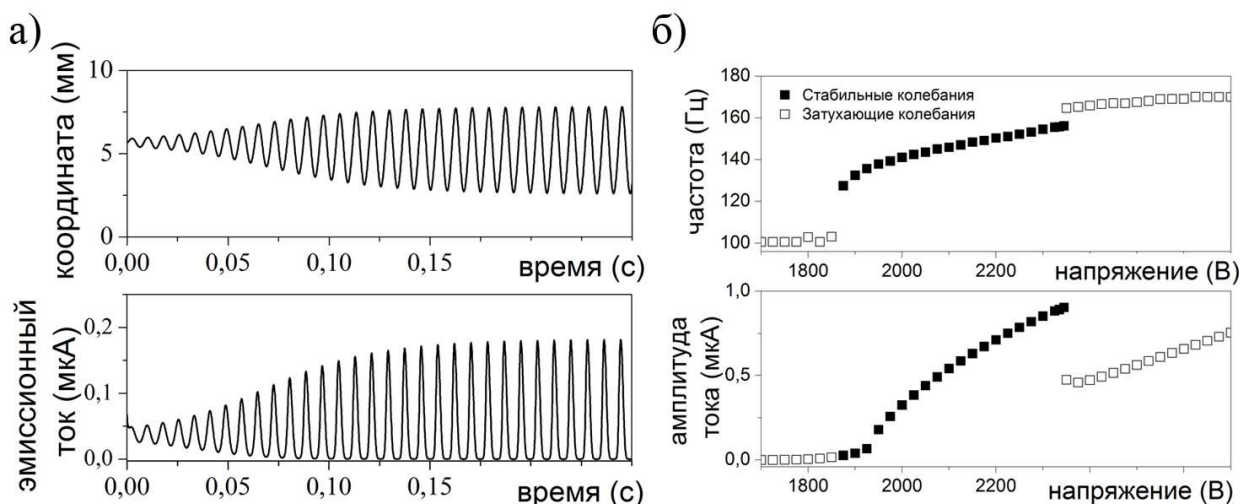 а)
координата (мм)
10
5
0
0,00 0,05 0,10 0,15 время (с)
эмиссионный
ток (мкА)
0,2
0,1
0,0
0,00 0,05 0,10 0,15 время (с)
б)
частота (Гц)
180
160
140
120
100
Стабильные колебания
Затухающие колебания
1800 2000 2200 напряжение (В)
амплитуда
тока (мкА)
1,0
0,5
0,0
1800 2000 2200 напряжение (В)